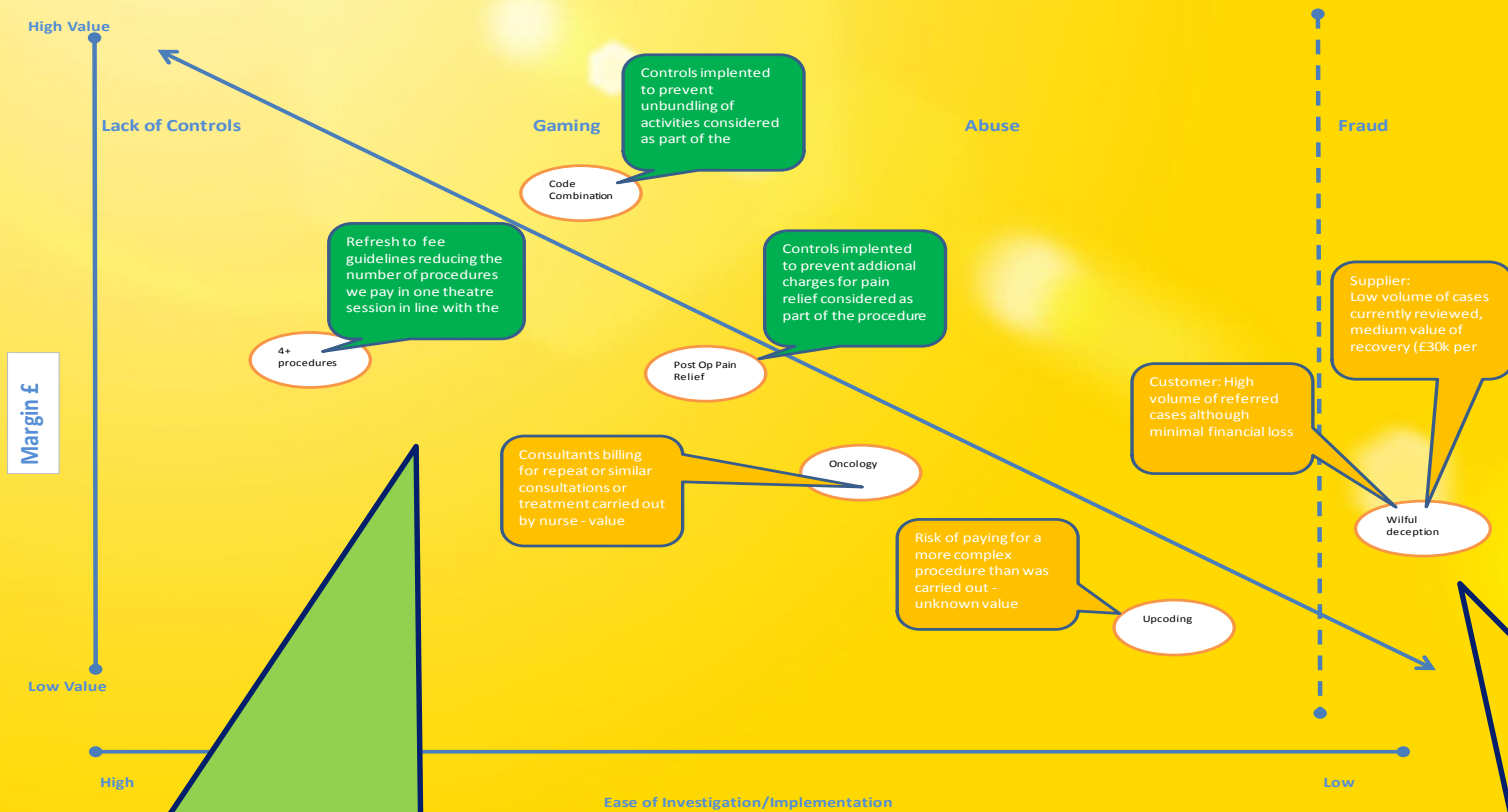 High Value
Lack of Controls
Gaming
Abuse
Fraud
Controls implented
to prevent
unbundling of
activities considered
as part of the
Code
Combination
Refresh to fee
guidelines reducing the
number of procedures
we pay in one theatre
session in line with the
4+
procedures
Controls implented
to prevent addional
charges for pain
relief considered as
part of the procedure
Post Op Pain
Relief
Supplier:
Low volume of cases
currently reviewed,
medium value of
recovery (£30k per
Customer: High
volume of referred
cases although
minimal financial loss
Wilful
deception
Margin £
Consultants billing
for repeat or similar
consultations or
treatment carried out
by nurse - value
Oncology
Risk of paying for a
more complex
procedure than was
carried out -
unknown value
Upcoding
Low Value
High
Low
Ease of Investigation/Implementation